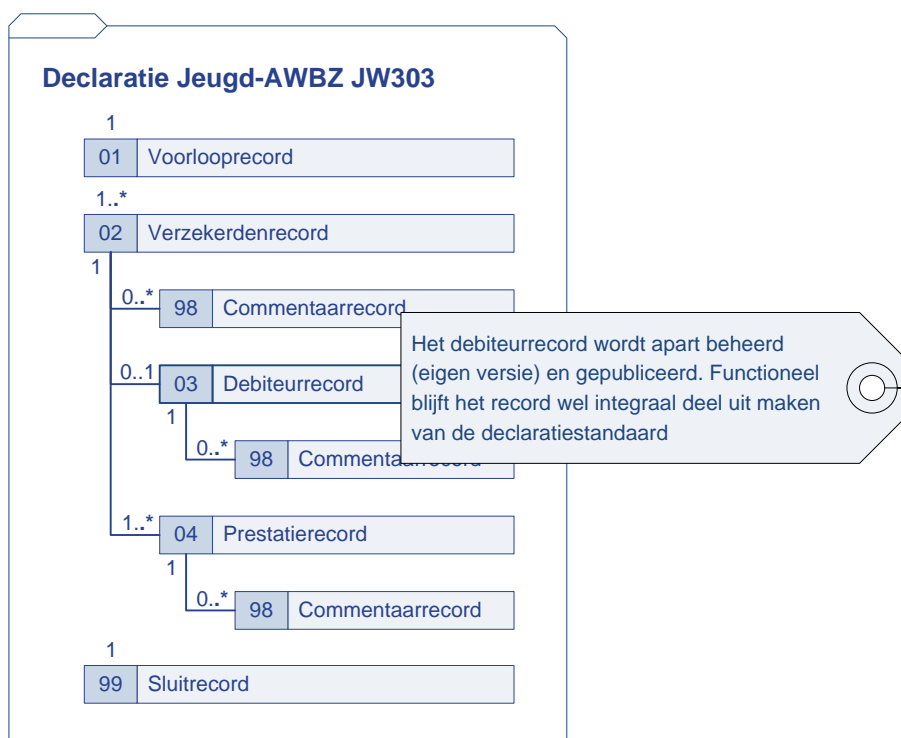 Declaratie Jeugd-AWBZ JW303
1
01 Voorlooprecord
1..*
02 Verzekerdenrecord
1
0..* 98 Commentaarrecord
Het debiteurrecord wordt apart beheerd
(eigen versie) en gepubliceerd. Functioneel
blijft het record wel integraal deel uit maken
van de declaratiestandaard
0..1 03 Debiteurrecord
1
0..* 98 Commentaarrecord
1..* 04 Prestatierecord
1
0..* 98 Commentaarrecord
1
99 Sluitrecord